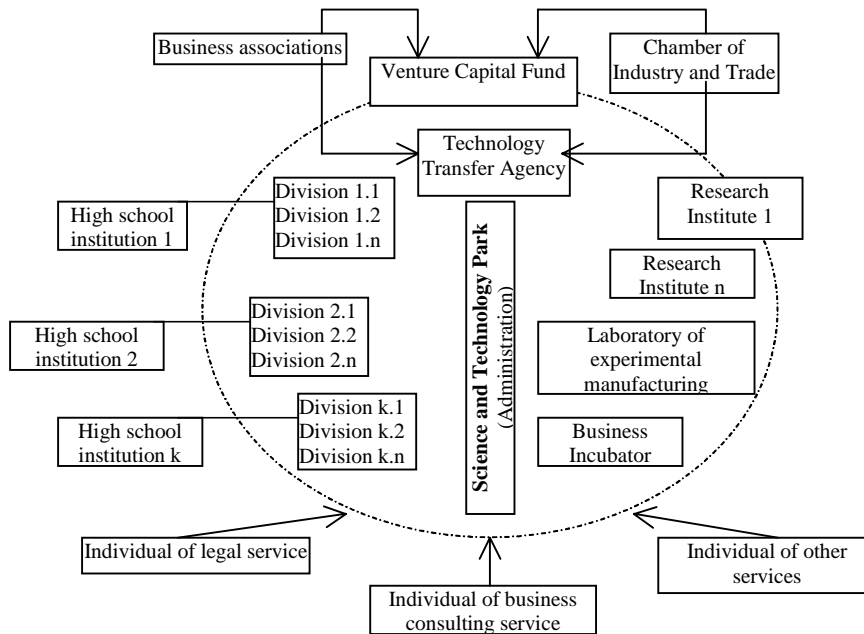 Business associations
Venture Capital Fund
Chamber of
Industry and Trade
Technology
Transfer Agency
High school
institution 1
Division 1.1
Division 1.2
Division 1.n
Research
Institute 1
Research
Institute n
High school
institution 2
Division 2.1
Division 2.2
Division 2.n
Science and Technology Park
(Administration)
Laboratory of
experimental
manufacturing
High school
institution k
Division k.1
Division k.2
Division k.n
Business
Incubator
Individual of legal service
Individual of business
consulting service
Individual of other
services